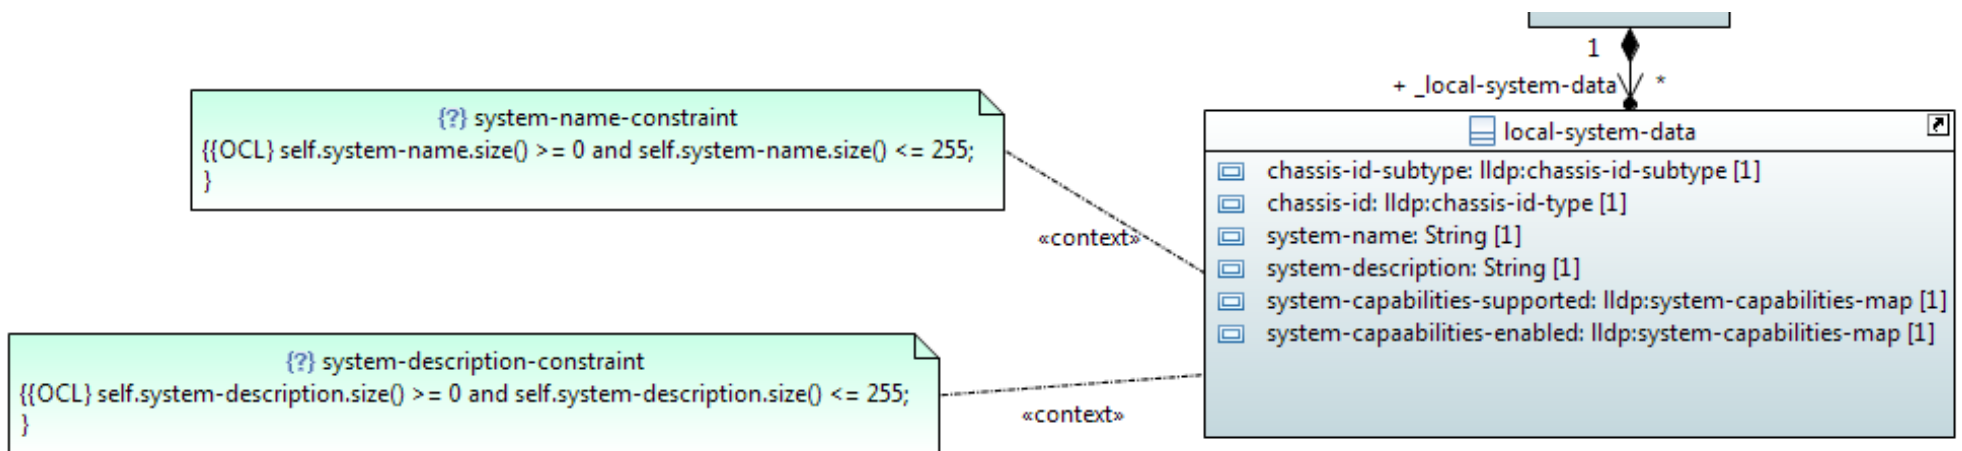 1
+ _local-system-data *
{?} system-name-constraint
{{OCL} self.system-name.size() >= 0 and self.system-name.size() <= 255;
}
«context»
local-system-data
chassis-id-subtype: lldp:chassis-id-subtype [1]
chassis-id: lldp:chassis-id-type [1]
system-name: String [1]
system-description: String [1]
system-capabilities-supported: lldp:system-capabilities-map [1]
system-capaabilities-enabled: lldp:system-capabilities-map [1]
{?} system-description-constraint
{{OCL} self.system-description.size() >= 0 and self.system-description.size() <= 255;
}
«context»